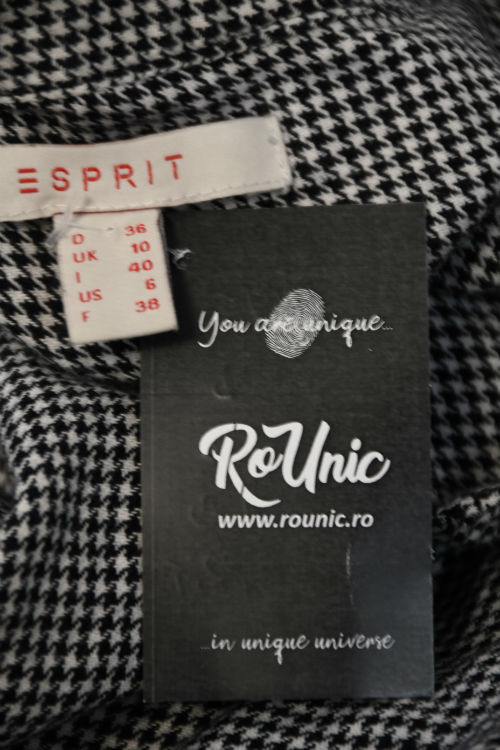 ESPRIT
D 36
UK 10
I 40
US 6
F 38
You are unique...
RoUnic
www.rounic.ro
...in unique universe